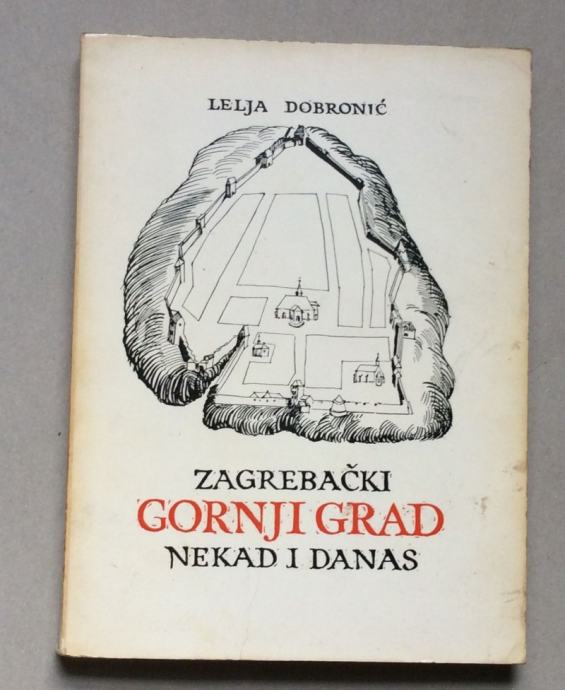 LELJA DOBRONIĆ
ZAGREBAČKI
GORNJI GRAD
NEKAD I DANAS